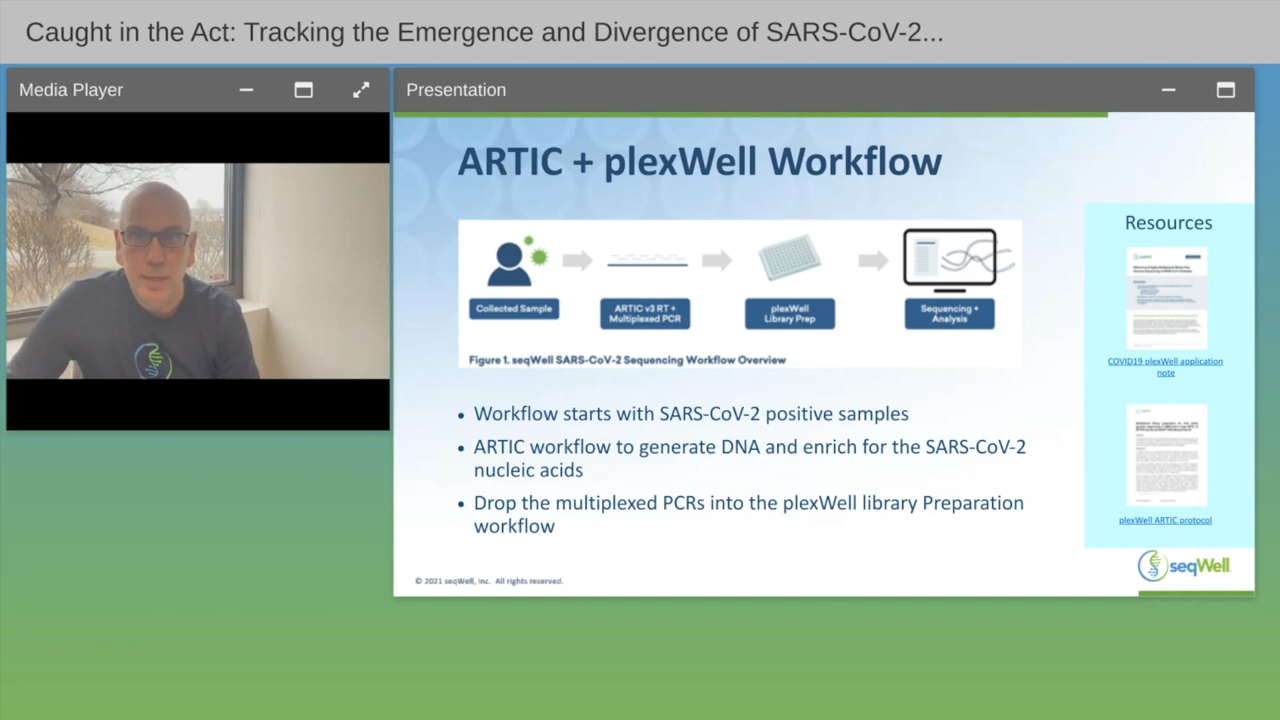 Caught in the Act: Tracking the Emergence and Divergence of SARS-CoV-2...
Media Player
Presentation
ARTIC + plexWell Workflow
Collected Sample
ARTIC v3 RT +
Multiplexed PCR
plexWell
Library Prep
Sequencing +
Analysis
Figure 1. seqWell SARS-CoV-2 Sequencing Workflow Overview
• Workflow starts with SARS-CoV-2 positive samples
• ARTIC workflow to generate DNA and enrich for the SARS-CoV-2
nucleic acids
• Drop the multiplexed PCRs into the plexWell library Preparation
workflow
Resources
COVID19 plexWell application
note
plexWell ARTIC protocol
© 2021 seqWell, Inc. All rights reserved.
seqWell